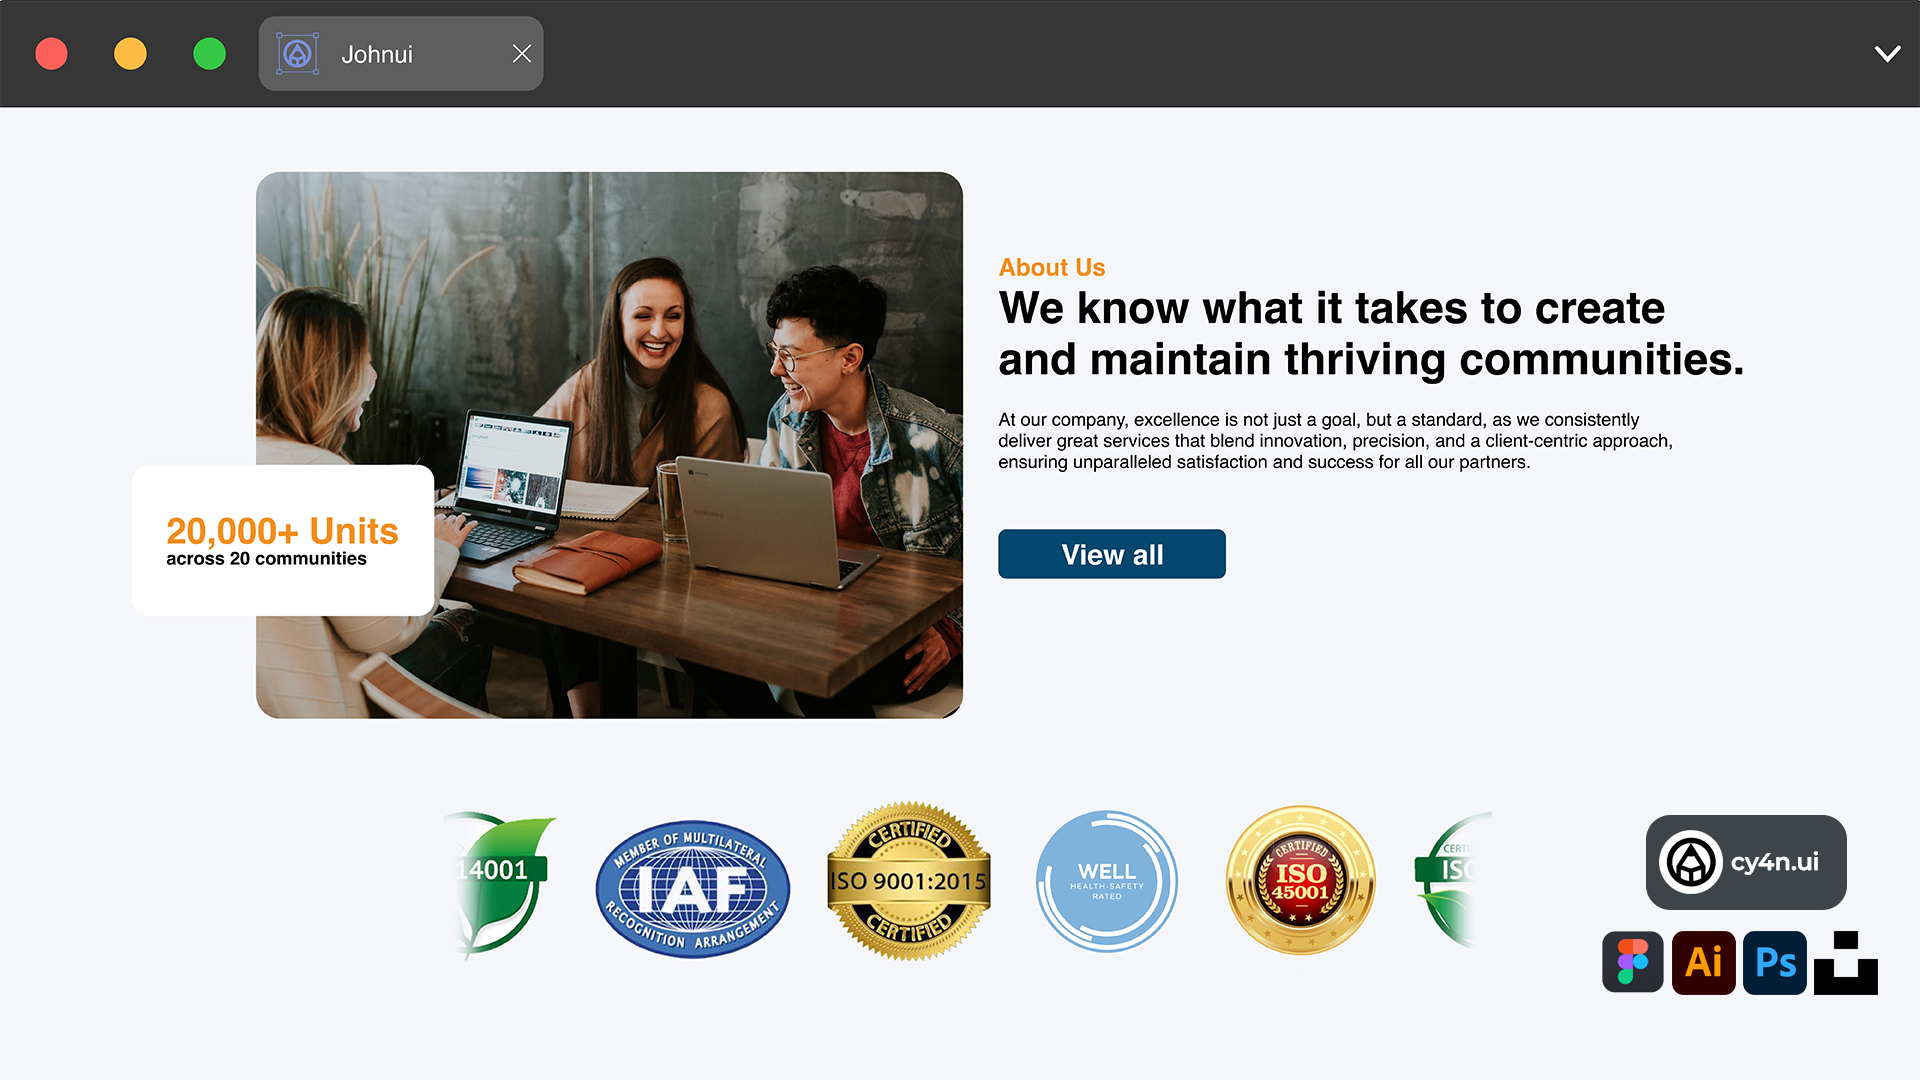 Johnui
About Us
We know what it takes to create
and maintain thriving communities.
At our company, excellence is not just a goal, but a standard, as we consistently
deliver great services that blend innovation, precision, and a client-centric approach,
ensuring unparalleled satisfaction and success for all our partners.
View all
20,000+ Units
across 20 communities
14001
MEMBER OF MULTILATERAL
IAF
RECOGNITION ARRANGEMENT
CERTIFIED
ISO 9001:2015
CERTIFIED
WELL
HEALTH-SAFETY
RATED
CERTIFIED
ISO
45001
CERTI
ISO
cy4n.ui
Ai
Ps